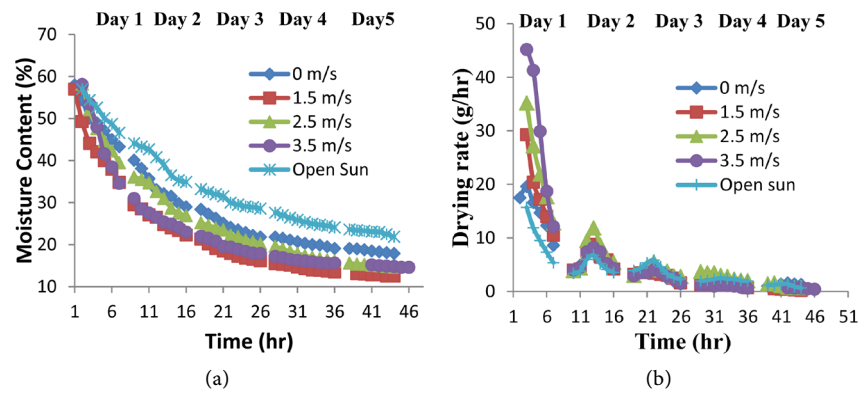 Day 1 Day 2 Day 3 Day 4 Day5
Moisture Content (%)
70
60
50
40
30
20
10
1 6 11 16 21 26 31 36 41 46
Time (hr)
0 m/s
1.5 m/s
2.5 m/s
3.5 m/s
Open Sun
(a)
Day 1 Day 2 Day 3 Day 4 Day 5
Drying rate (g/hr)
50
40
30
20
10
0
1 6 11 16 21 26 31 36 41 46 51
Time (hr)
0 m/s
1.5 m/s
2.5 m/s
3.5 m/s
Open sun
(b)